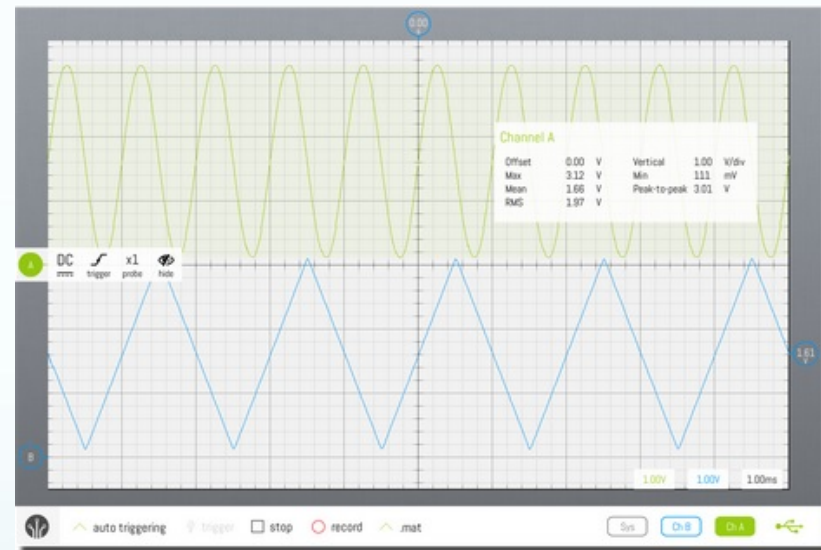 0.00
Channel A
Offset 0.00 V Vertical 1.00 V/div
Max 3.12 V Min 111 mV
Mean 1.66 V Peak-to-peak 3.01 V
RMS 1.97 V
A DC trigger x1 probe hide
1.61 V
B
1.00V 1.00V 1.00ms
auto triggering trigger stop record .mat Sys Ch B Ch A